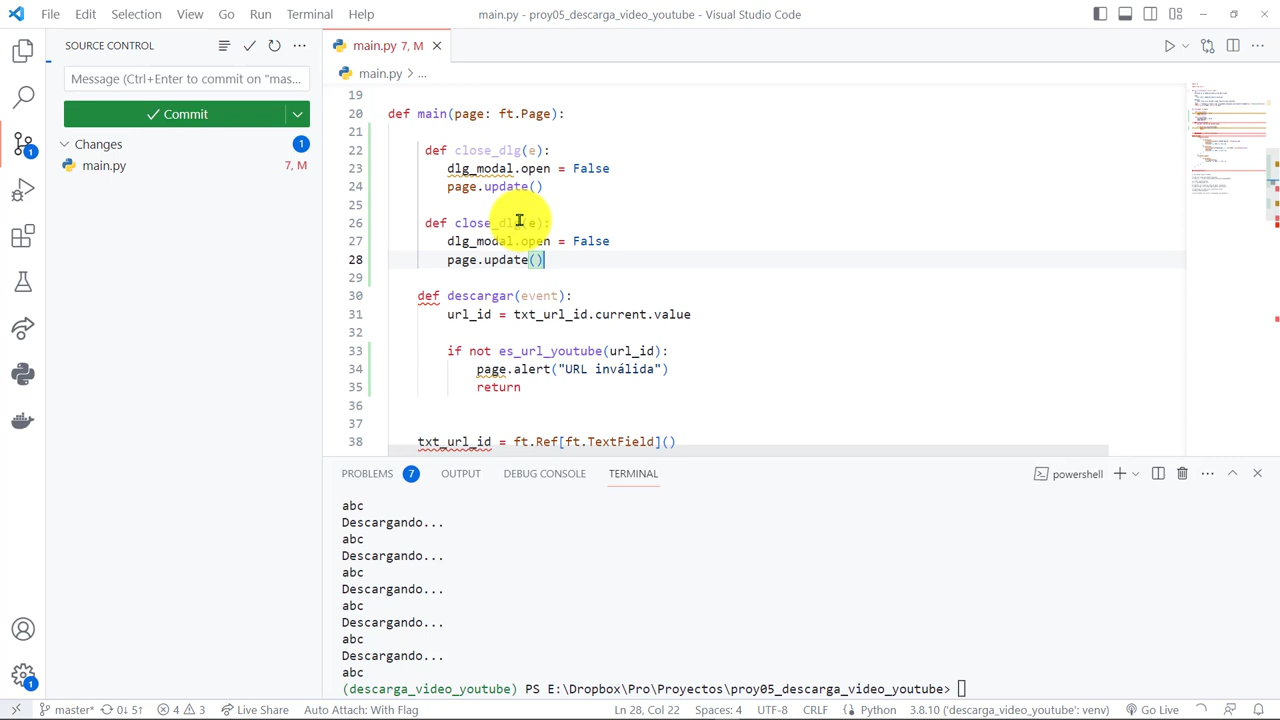 File Edit Selection View Go Run Terminal Help main.py - proy05_descarga_video_youtube - Visual Studio Code
SOURCE CONTROL
Message (Ctrl+Enter to commit on "mas...
Commit
Changes 1
main.py 7, M
main.py 7, M
main.py > ...
19
20 def main(page:
21
22 def close_
23 dlg_modal.open = False
24 page.update()
25
26 def close_dlg(e):
27 dlg_modal.open = False
28 page.update()
29
30 def descargar(event):
31 url_id = txt_url_id.current.value
32
33 if not es_url_youtube(url_id):
34 page.alert("URL inválida")
35 return
36
37
38 txt_url_id = ft.Ref[ft.TextField]()
PROBLEMS 7 OUTPUT DEBUG CONSOLE TERMINAL powershell
abc
Descargando...
abc
Descargando...
abc
Descargando...
abc
Descargando...
abc
Descargando...
abc
(descarga_video_youtube) PS E:\Dropbox\Pro\Proyectos\proy05_descarga_video_youtube>
1
1
master* 0↓ 5↑ 4 3 Live Share Auto Attach: With Flag Ln 28, Col 22 Spaces: 4 UTF-8 CRLF Python 3.8.10 ('descarga_video_youtube': venv) Go Live